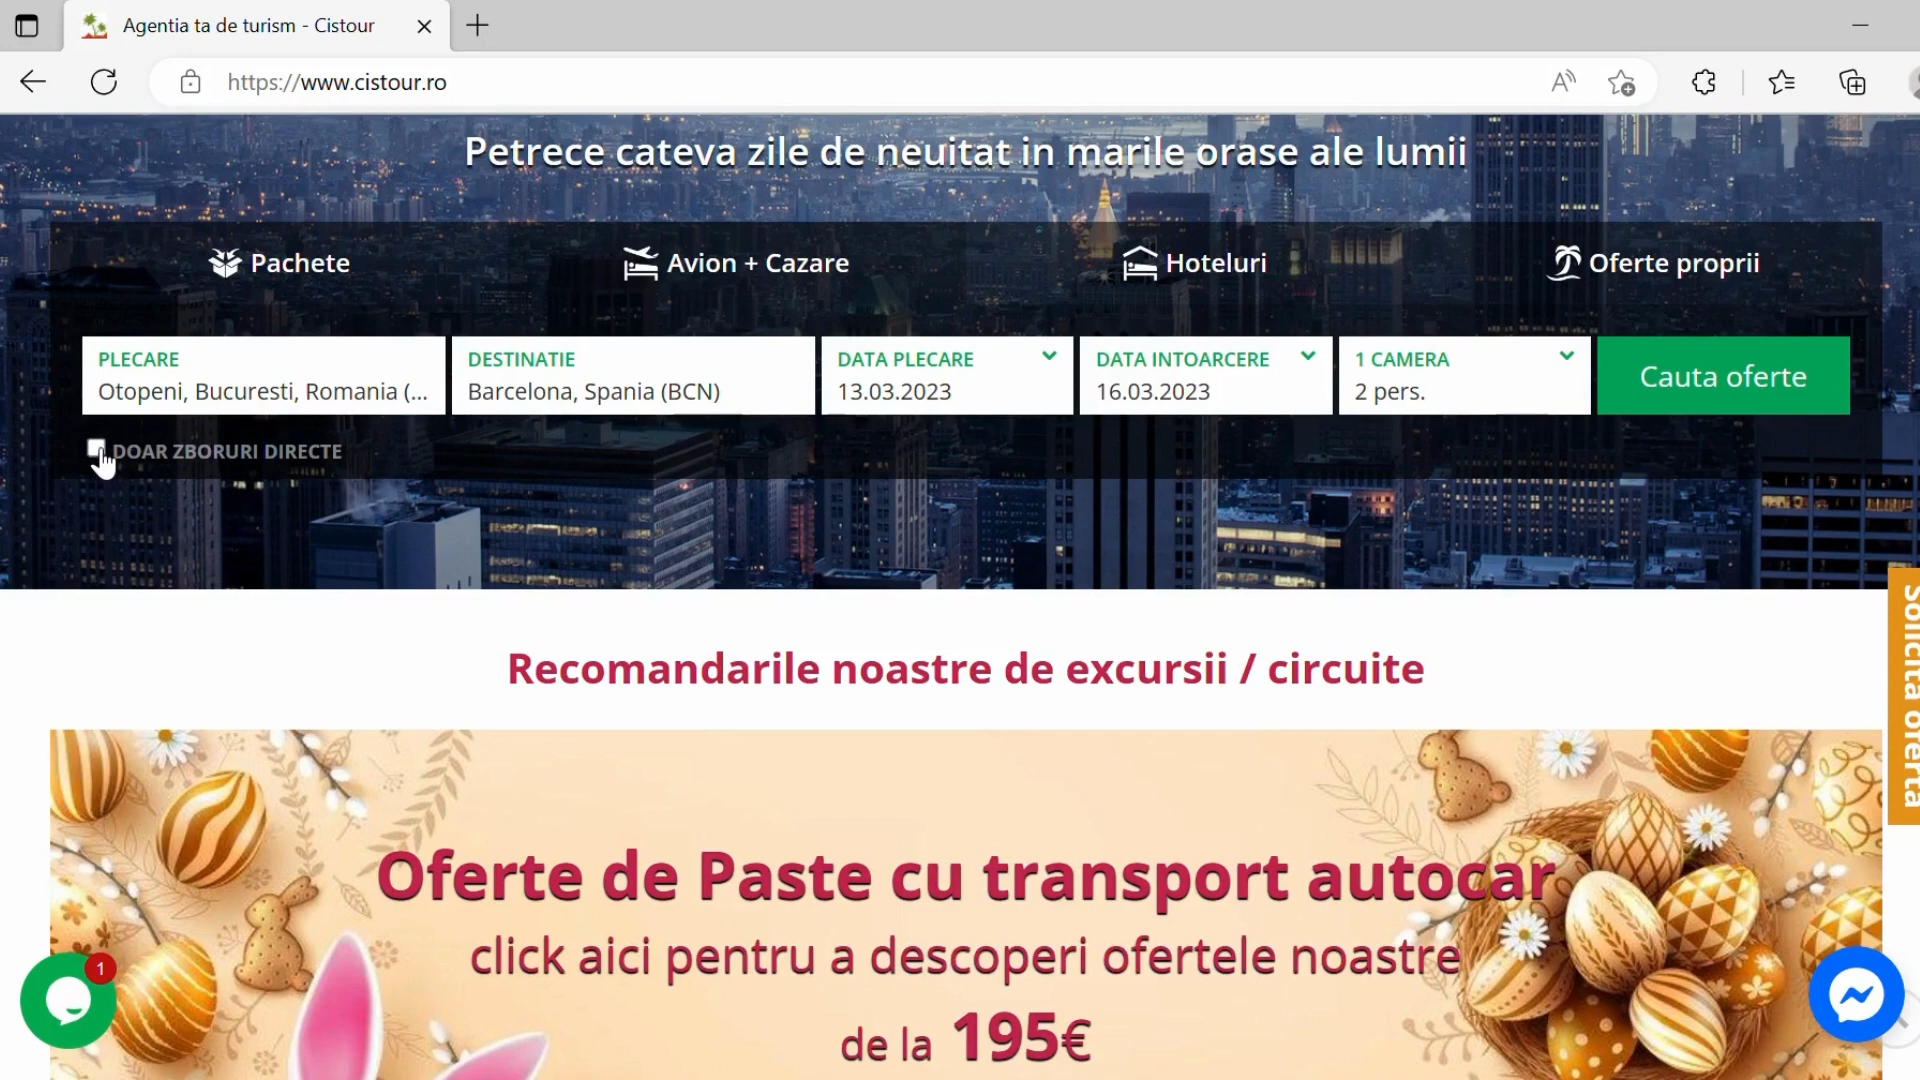 Agentia ta de turism - Cistour
https://www.cistour.ro
Petrece cateva zile de neuitat in marile orase ale lumii
Pachete
Avion + Cazare
Hoteluri
Oferte proprii
PLECARE
Otopeni, Bucuresti, Romania (...
DESTINATIE
Barcelona, Spania (BCN)
DATA PLECARE
13.03.2023
DATA INTOARCERE
16.03.2023
1 CAMERA
2 pers.
Cauta oferte
DOAR ZBORURI DIRECTE
Solicita oferta
Recomandarile noastre de excursii / circuite
Oferte de Paste cu transport autocar
click aici pentru a descoperi ofertele noastre
de la 195€
1